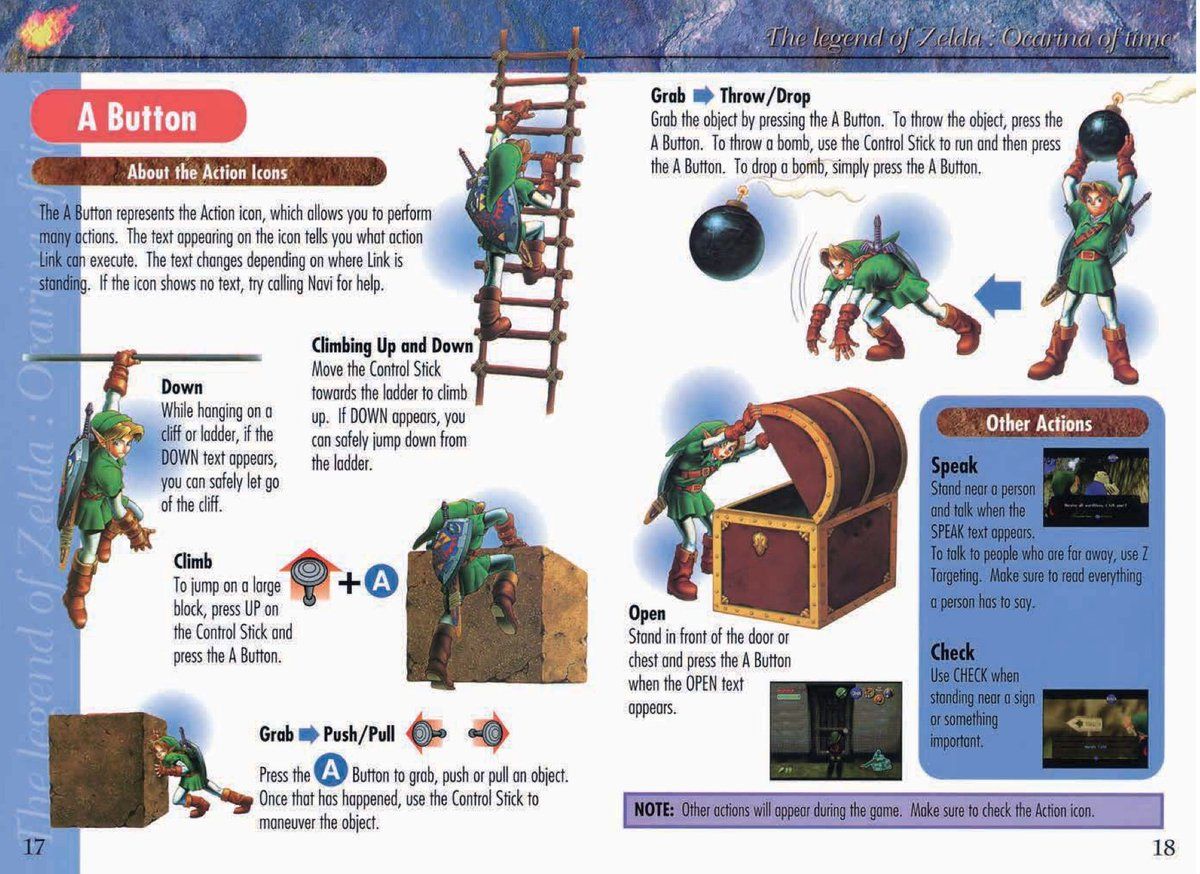 The legend of Zelda : Ocarina of time
A Button
About the Action Icons
The A Button represents the Action icon, which allows you to perform
many actions. The text appearing on the icon tells you what action
Link can execute. The text changes depending on where Link is
standing. If the icon shows no text, try calling Navi for help.
Climbing Up and Down
Move the Control Stick
towards the ladder to climb
up. If DOWN appears, you
can safely jump down from
the ladder.
Down
While hanging on a
cliff or ladder, if the
DOWN text appears,
you can safely let go
of the cliff.
Climb
To jump on a large
block, press UP on
the Control Stick and
press the A Button.
+ A
Grab Push/Pull
Press the A Button to grab, push or pull an object.
Once that has happened, use the Control Stick to
maneuver the object.
17
The legend of Zelda : Ocarina of time
Grab Throw/Drop
Grab the object by pressing the A Button. To throw the object, press the
A Button. To throw a bomb, use the Control Stick to run and then press
the A Button. To drop a bomb, simply press the A Button.
Open
Stand in front of the door or
chest and press the A Button
when the OPEN text
appears.
Other Actions
Speak
Stand near a person
and talk when the
SPEAK text appears.
To talk to people who are far away, use Z
Targeting. Make sure to read everything
a person has to say.
Check
Use CHECK when
standing near a sign
or something
important.
NOTE: Other actions will appear during the game. Make sure to check the Action icon.
18